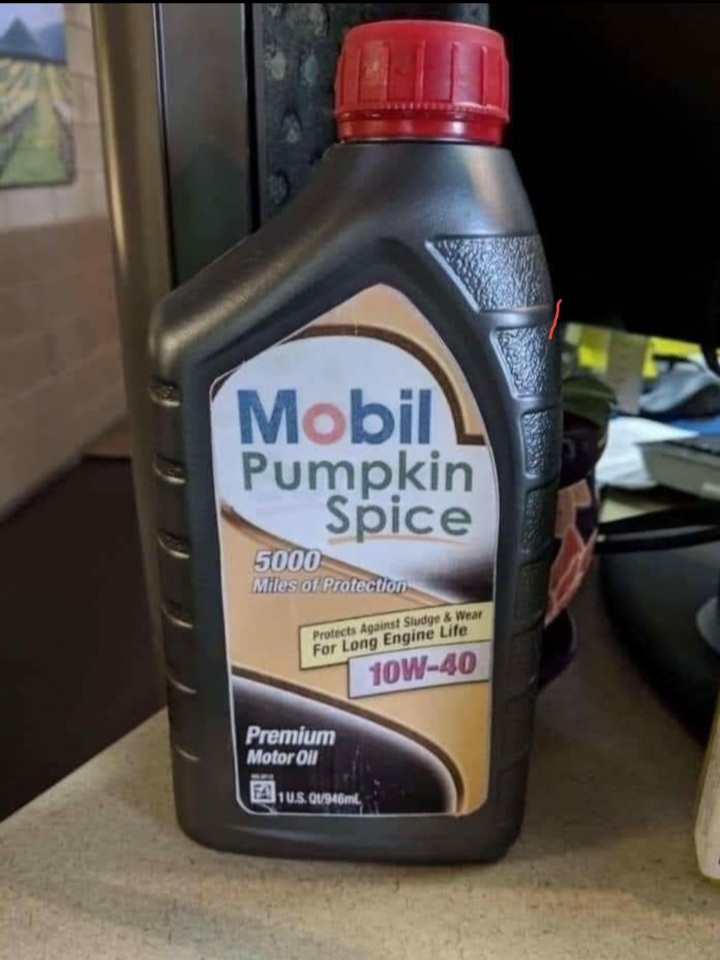 Mobil
Pumpkin
Spice
5000
Miles of Protection
Protects Against Sludge & Wear
For Long Engine Life
10W-40
Premium
Motor Oil
1 U.S. Qt/946mL